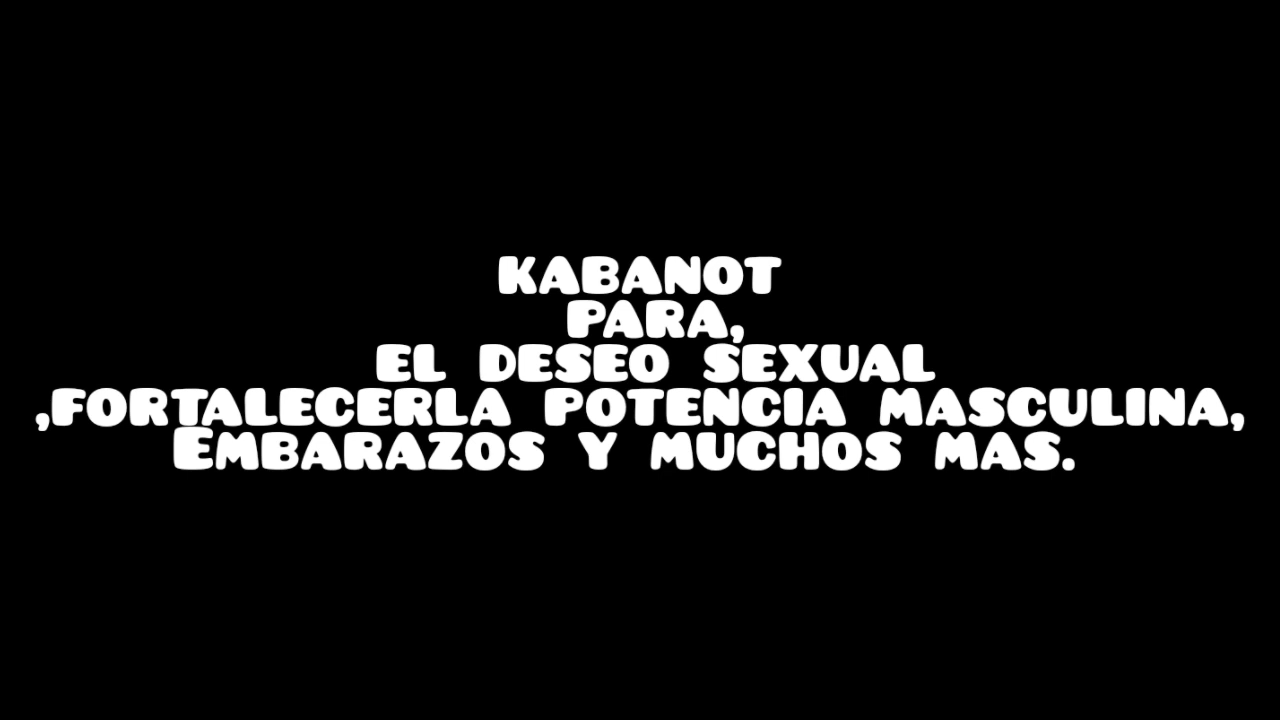 KABANOT
PARA,
EL DESEO SEXUAL
,FORTALECERLA POTENCIA MASCULINA,
EMBARAZOS Y MUCHOS MAS.